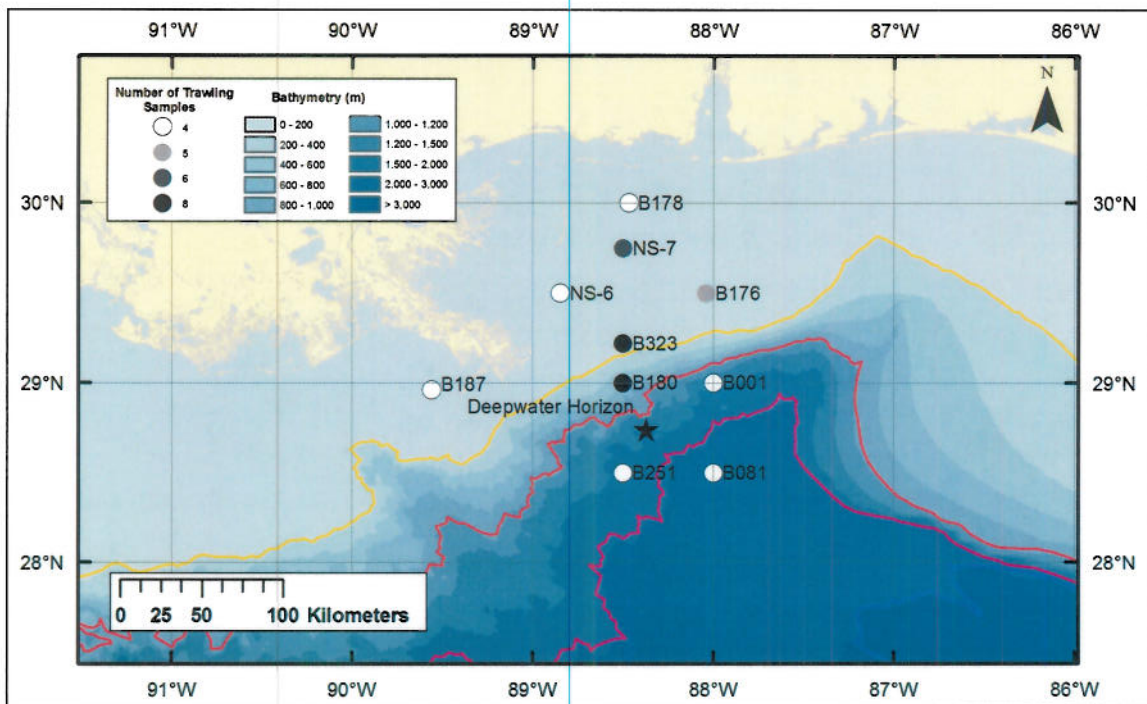 91°W 90°W 89°W 88°W 87°W 86°W
N
Number of Trawling
Samples
4
5
6
8
Bathymetry (m)
0 - 200
200 - 400
400 - 600
600 - 800
800 - 1,000
1.000 - 1.200
1.200 - 1,500
1.500 - 2.000
2.000 - 3,000
> 3,000
30°N 30°N
B178
NS-7
NS-6
B176
B323
29°N 29°N
B187
B180
B001
Deepwater Horizon
B251
B081
28°N 28°N
0 25 50 100 Kilometers
91°W 90°W 89°W 88°W 87°W 86°W